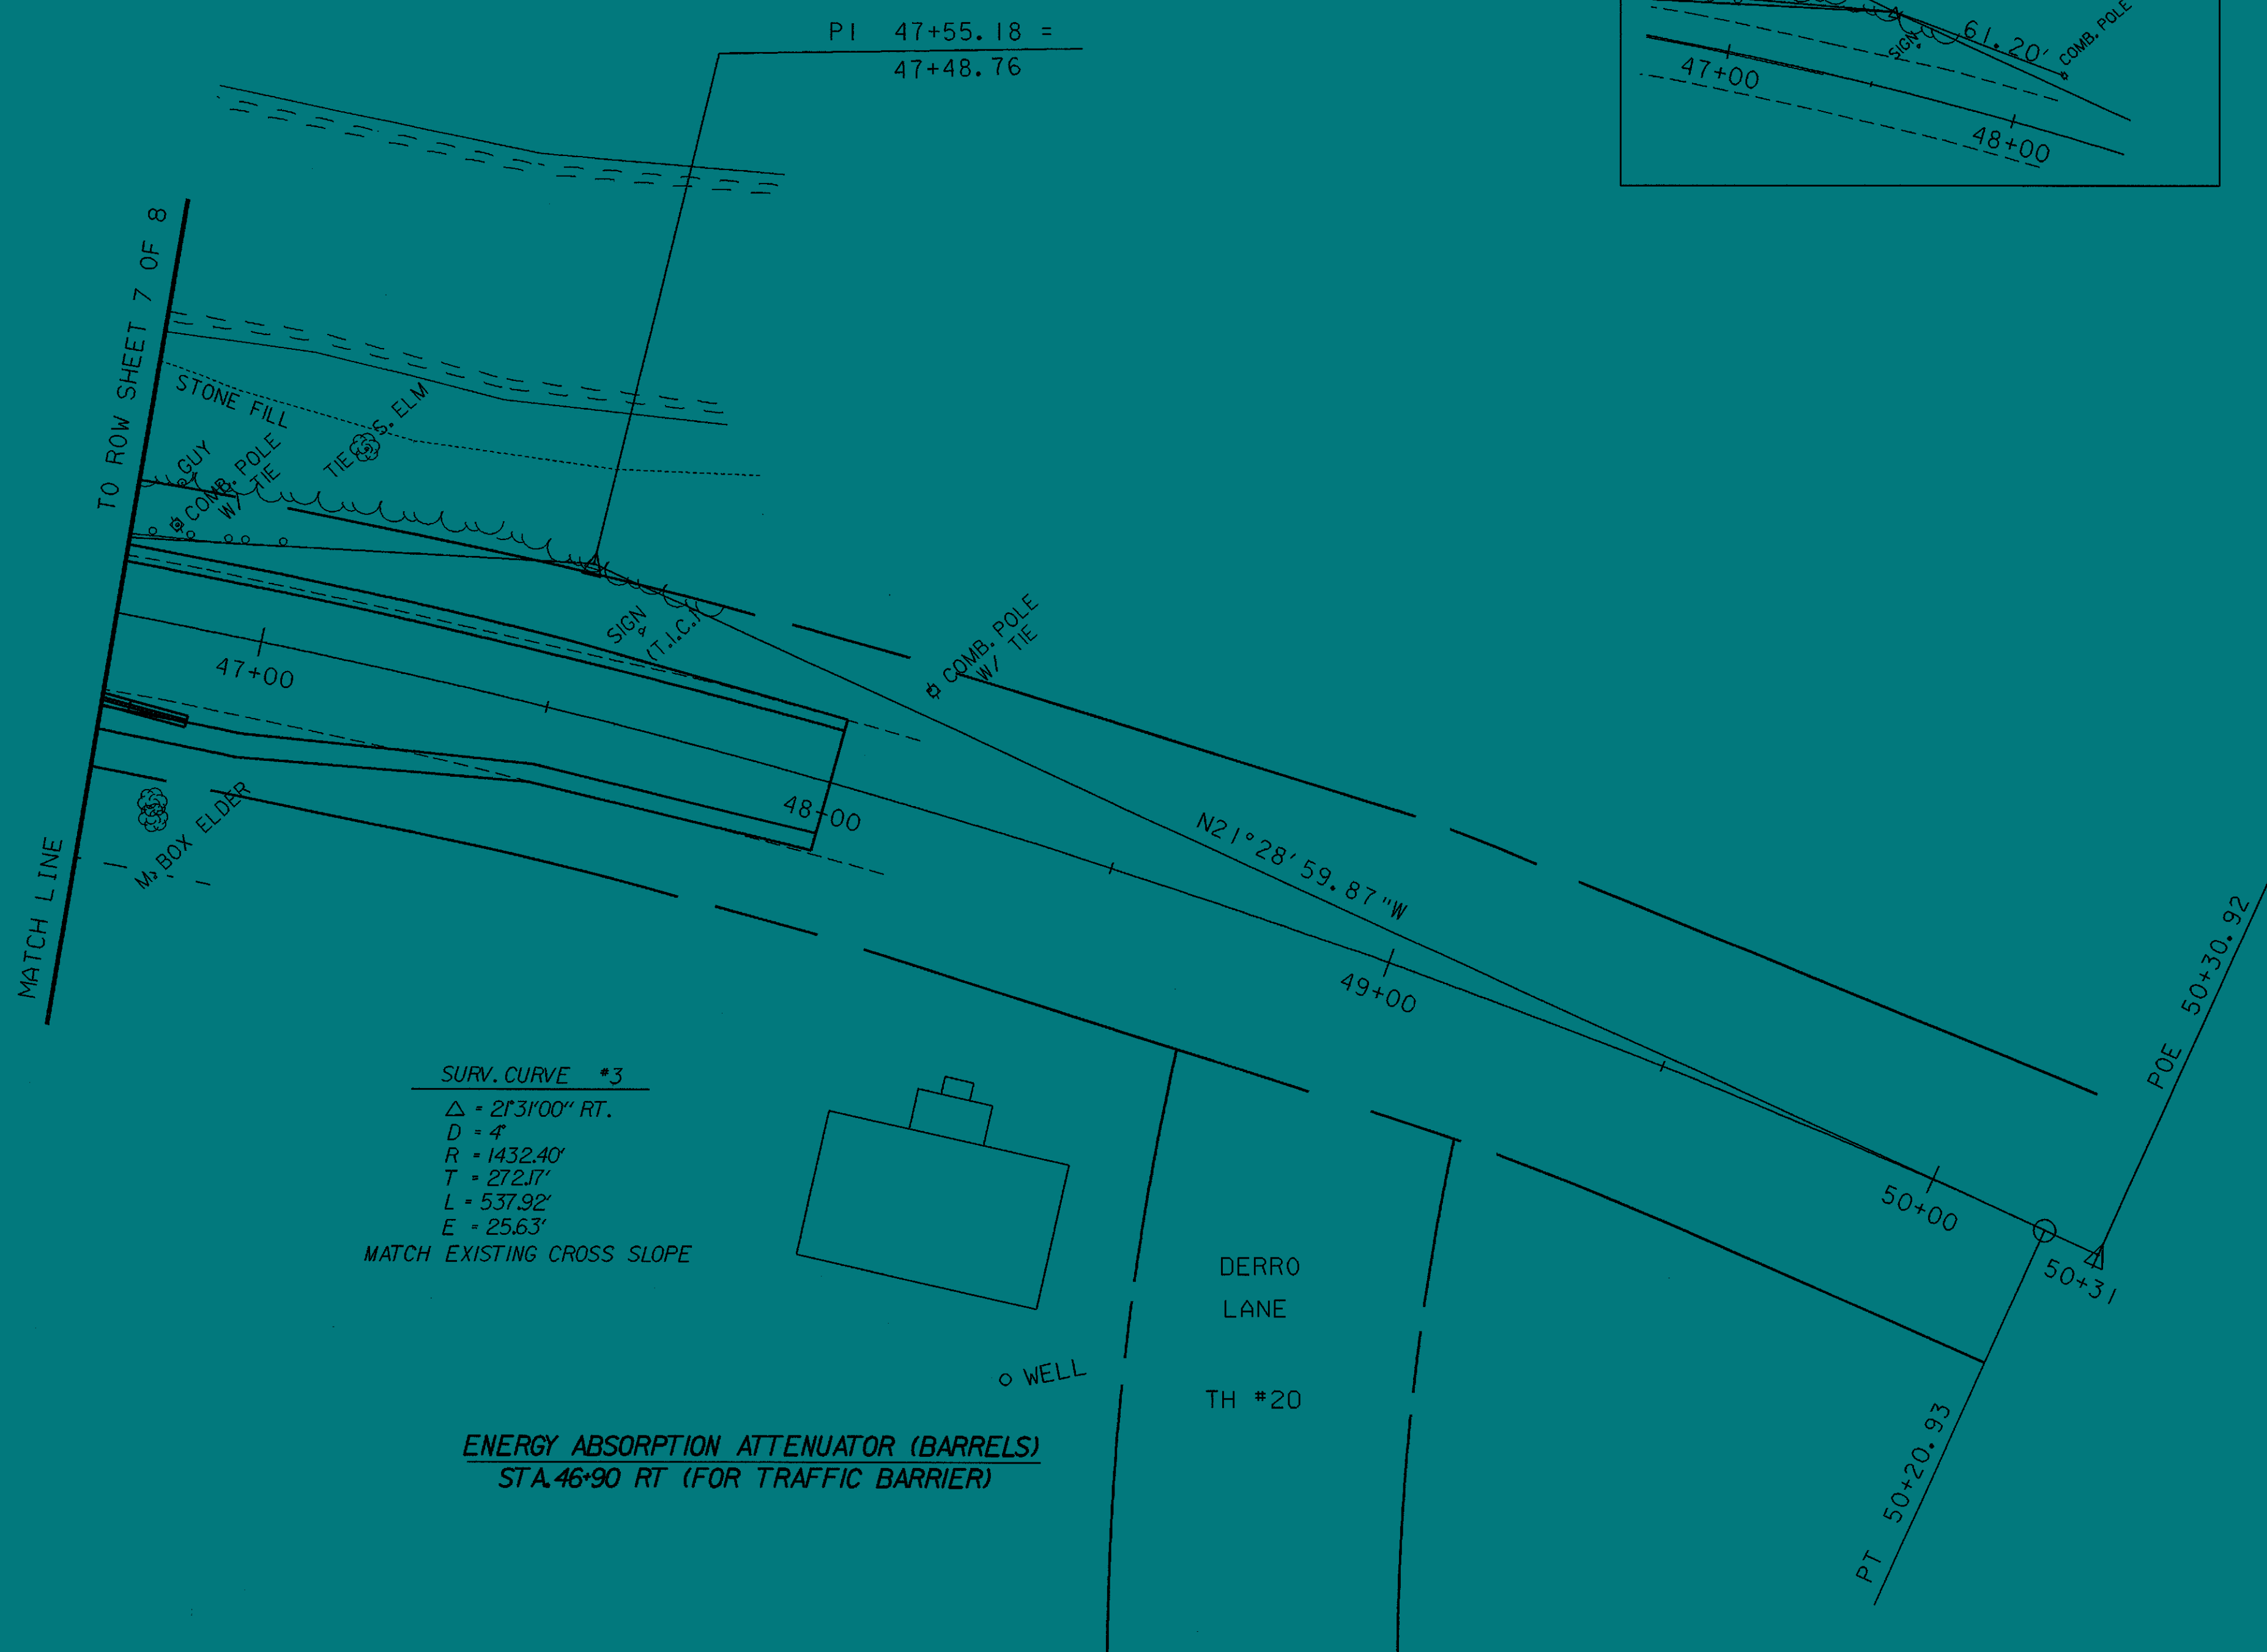 PI 47+55.18 =
47+48.76
61.20'
COMB. POLE
SIGN
47+00
48+00
TO ROW SHEET 7 OF 8
MATCH LINE
STONE FILL
GUY
COMB. POLE
W/ TIE
TIE S. ELM
SIGN
(T.I.C.)
COMB. POLE
W/ TIE
47+00
48+00
M. BOX ELDER
N21°28'59.87"W
49+00
50+00
50+31
POE 50+30.92
PT 50+20.93
SURV. CURVE #3
△ = 21°31'00" RT.
D = 4°
R = 1432.40'
T = 272.17'
L = 537.92'
E = 25.63'
MATCH EXISTING CROSS SLOPE
DERRO
LANE
TH #20
WELL
ENERGY ABSORPTION ATTENUATOR (BARRELS)
STA.46+90 RT (FOR TRAFFIC BARRIER)